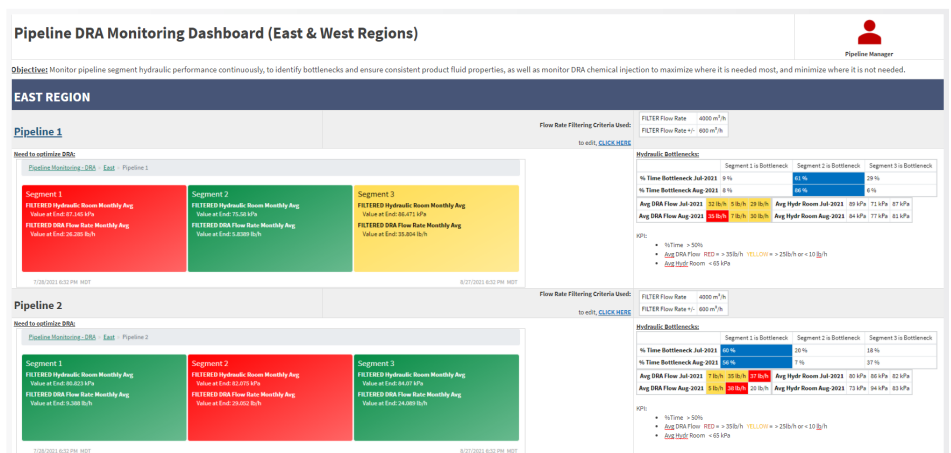 Pipeline DRA Monitoring Dashboard (East & West Regions)
Pipeline Manager
Objective: Monitor pipeline segment hydraulic performance continuously, to identify bottlenecks and ensure consistent product fluid properties, as well as monitor DRA chemical injection to maximize where it is needed most, and minimize where it is not needed.
EAST REGION
Pipeline 1
Flow Rate Filtering Criteria Used:
to edit, CLICK HERE
FILTER Flow Rate 4000 m³/h
FILTER Flow Rate +/- 600 m³/h
Need to optimize DRA:
Pipeline Monitoring - DRA > East > Pipeline 1
Segment 1
FILTERED Hydraulic Room Monthly Avg
Value at End: 87.145 kPa
FILTERED DRA Flow Rate Monthly Avg
Value at End: 28.285 lb/h
Segment 2
FILTERED Hydraulic Room Monthly Avg
Value at End: 75.58 kPa
FILTERED DRA Flow Rate Monthly Avg
Value at End: 5.8389 lb/h
Segment 3
FILTERED Hydraulic Room Monthly Avg
Value at End: 86.471 kPa
FILTERED DRA Flow Rate Monthly Avg
Value at End: 35.804 lb/h
7/28/2021 6:32 PM MDT
8/27/2021 6:32 PM MDT
Hydraulic Bottlenecks:
Segment 1 is Bottleneck Segment 2 is Bottleneck Segment 3 is Bottleneck
% Time Bottleneck Jul-2021 9 % 61 % 29 %
% Time Bottleneck Aug-2021 8 % 86 % 6 %
Avg DRA Flow Jul-2021 32 lb/h 5 lb/h 29 lb/h Avg Hydr Room Jul-2021 89 kPa 71 kPa 87 kPa
Avg DRA Flow Aug-2021 35 lb/h 7 lb/h 30 lb/h Avg Hydr Room Aug-2021 84 kPa 77 kPa 81 kPa
KPI:
• %Time > 50%
• Avg DRA Flow RED = > 35lb/h YELLOW = > 25lb/h or < 10 lb/h
• Avg Hydr Room < 65 kPa
Pipeline 2
Flow Rate Filtering Criteria Used:
to edit, CLICK HERE
FILTER Flow Rate 4000 m³/h
FILTER Flow Rate +/- 600 m³/h
Need to optimize DRA:
Pipeline Monitoring - DRA > East > Pipeline 2
Segment 1
FILTERED Hydraulic Room Monthly Avg
Value at End: 80.823 kPa
FILTERED DRA Flow Rate Monthly Avg
Value at End: 9.388 lb/h
Segment 2
FILTERED Hydraulic Room Monthly Avg
Value at End: 82.075 kPa
FILTERED DRA Flow Rate Monthly Avg
Value at End: 29.052 lb/h
Segment 3
FILTERED Hydraulic Room Monthly Avg
Value at End: 84.07 kPa
FILTERED DRA Flow Rate Monthly Avg
Value at End: 24.089 lb/h
7/28/2021 6:32 PM MDT
8/27/2021 6:32 PM MDT
Hydraulic Bottlenecks:
Segment 1 is Bottleneck Segment 2 is Bottleneck Segment 3 is Bottleneck
% Time Bottleneck Jul-2021 60 % 20 % 18 %
% Time Bottleneck Aug-2021 56 % 7 % 37 %
Avg DRA Flow Jul-2021 7 lb/h 35 lb/h 37 lb/h Avg Hydr Room Jul-2021 80 kPa 86 kPa 82 kPa
Avg DRA Flow Aug-2021 5 lb/h 38 lb/h 20 lb/h Avg Hydr Room Aug-2021 73 kPa 94 kPa 83 kPa
KPI:
• %Time > 50%
• Avg DRA Flow RED = > 35lb/h YELLOW = > 25lb/h or < 10 lb/h
• Avg Hydr Room < 65 kPa